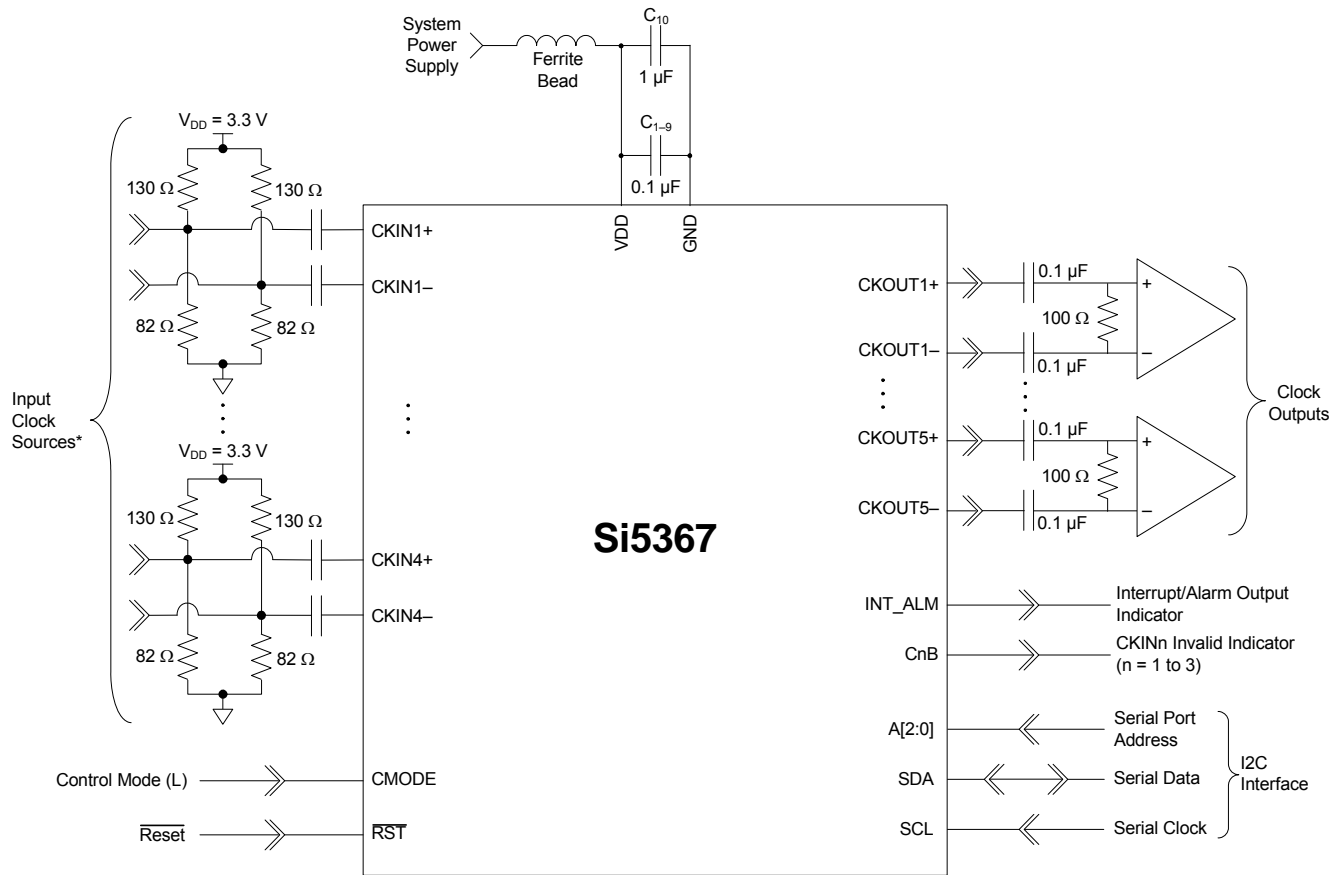 System
Power
Supply
Ferrite
Bead
C10
1 µF
C1–9
0.1 µF
VDD
GND
Input
Clock
Sources*
VDD = 3.3 V
130 Ω
130 Ω
CKIN1+
CKIN1–
82 Ω
82 Ω
VDD = 3.3 V
130 Ω
130 Ω
CKIN4+
CKIN4–
82 Ω
82 Ω
Control Mode (L)
CMODE
Reset
RST
Si5367
CKOUT1+
0.1 µF
+
100 Ω
CKOUT1–
–
0.1 µF
CKOUT5+
0.1 µF
+
100 Ω
CKOUT5–
–
0.1 µF
Clock
Outputs
INT_ALM
Interrupt/Alarm Output
Indicator
CnB
CKINn Invalid Indicator
(n = 1 to 3)
A[2:0]
Serial Port
Address
SDA
Serial Data
SCL
Serial Clock
I2C
Interface